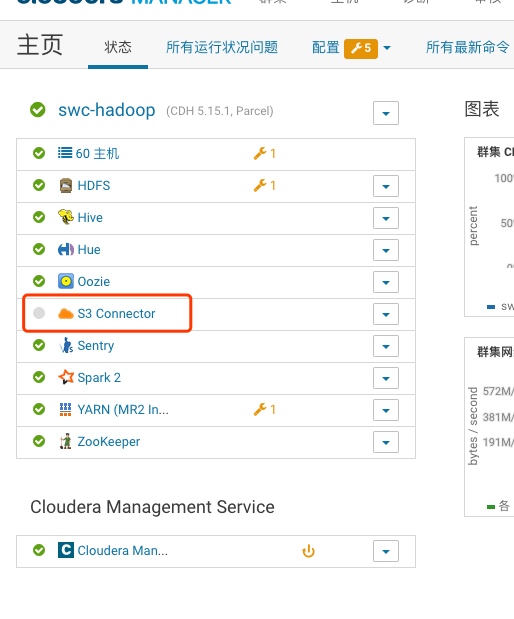 cloudera MANAGER
主页 状态 所有运行状况问题 配置 5 所有最新命令
swc-hadoop (CDH 5.15.1, Parcel)
图表
60 主机 1
HDFS 1
Hive
Hue
Oozie
S3 Connector
Sentry
Spark 2
YARN (MR2 In... 1
ZooKeeper
Cloudera Management Service
Cloudera Man...
群集 C
percent
100
50
sw
群集网
bytes / second
572M/
381M/
191M/
各